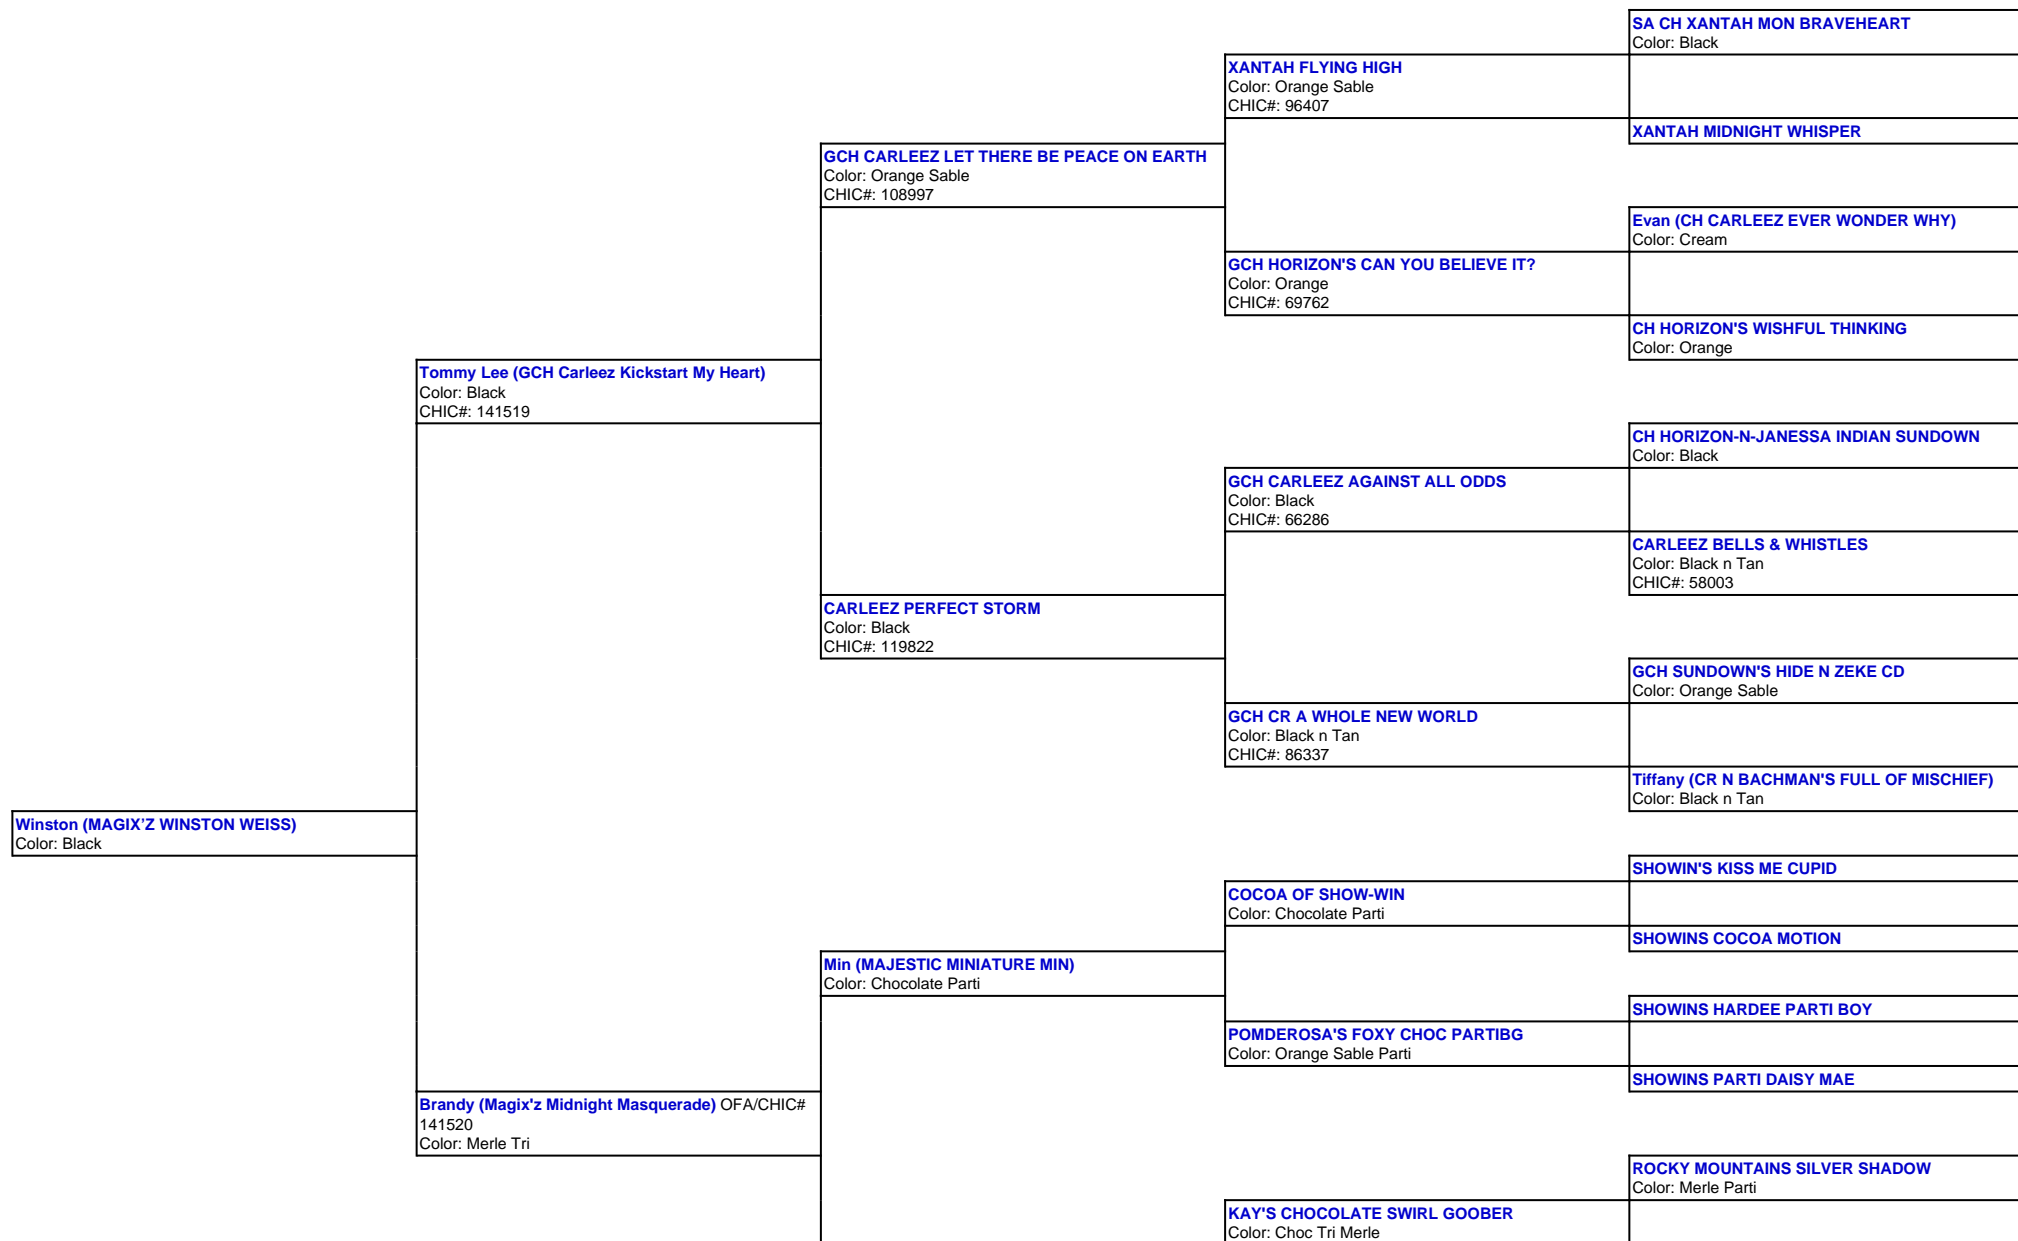 SA CH XANTAH MON BRAVEHEART
Color: Black
XANTAH FLYING HIGH
Color: Orange Sable
CHIC#: 96407
XANTAH MIDNIGHT WHISPER
GCH CARLEEZ LET THERE BE PEACE ON EARTH
Color: Orange Sable
CHIC#: 108997
Evan (CH CARLEEZ EVER WONDER WHY)
Color: Cream
GCH HORIZON'S CAN YOU BELIEVE IT?
Color: Orange
CHIC#: 69762
CH HORIZON'S WISHFUL THINKING
Color: Orange
Tommy Lee (GCH Carleez Kickstart My Heart)
Color: Black
CHIC#: 141519
CH HORIZON-N-JANESSA INDIAN SUNDOWN
Color: Black
GCH CARLEEZ AGAINST ALL ODDS
Color: Black
CHIC#: 66286
CARLEEZ BELLS & WHISTLES
Color: Black n Tan
CHIC#: 58003
CARLEEZ PERFECT STORM
Color: Black
CHIC#: 119822
GCH SUNDOWN'S HIDE N ZEKE CD
Color: Orange Sable
GCH CR A WHOLE NEW WORLD
Color: Black n Tan
CHIC#: 86337
Tiffany (CR N BACHMAN'S FULL OF MISCHIEF)
Color: Black n Tan
Winston (MAGIX’Z WINSTON WEISS)
Color: Black
SHOWIN'S KISS ME CUPID
COCOA OF SHOW-WIN
Color: Chocolate Parti
SHOWINS COCOA MOTION
Min (MAJESTIC MINIATURE MIN)
Color: Chocolate Parti
SHOWINS HARDEE PARTI BOY
POMDEROSA'S FOXY CHOC PARTIBG
Color: Orange Sable Parti
SHOWINS PARTI DAISY MAE
Brandy (Magix'z Midnight Masquerade) OFA/CHIC#
141520
Color: Merle Tri
ROCKY MOUNTAINS SILVER SHADOW
Color: Merle Parti
KAY'S CHOCOLATE SWIRL GOOBER
Color: Choc Tri Merle